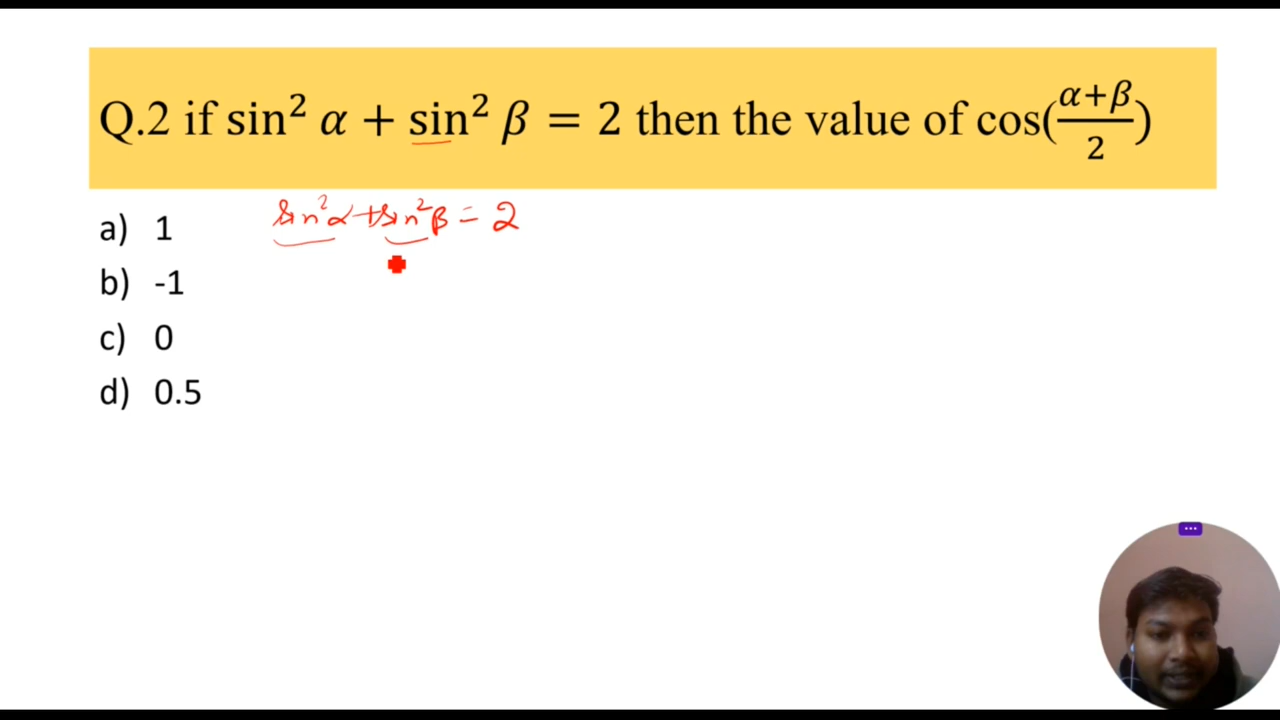 Q.2 if sin² α + sin² β = 2 then the value of cos((α+β)/2)
sin²α + sin²β = 2
a) 1
b) -1
c) 0
d) 0.5